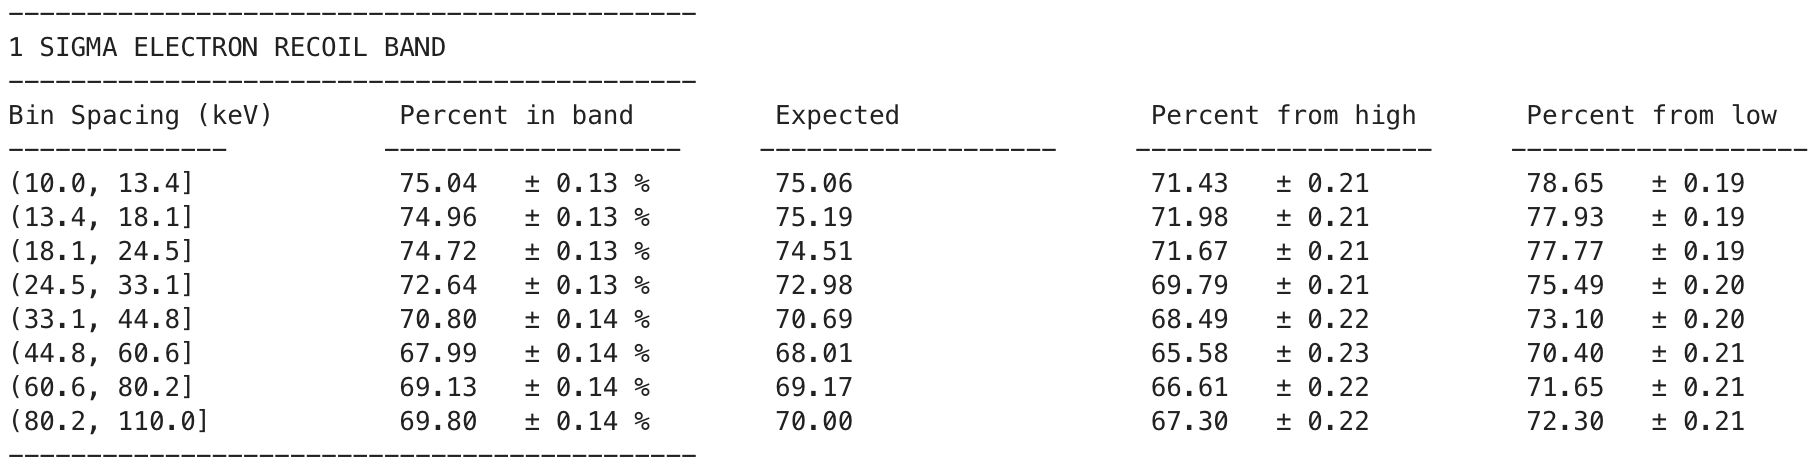 --------------------------------------------
1 SIGMA ELECTRON RECOIL BAND
--------------------------------------------
Bin Spacing (keV)        Percent in band         Expected                Percent from high       Percent from low
--------------          -------------------     -------------------     -------------------     -------------------
(10.0, 13.4]             75.04   ± 0.13 %        75.06                   71.43   ± 0.21          78.65   ± 0.19
(13.4, 18.1]             74.96   ± 0.13 %        75.19                   71.98   ± 0.21          77.93   ± 0.19
(18.1, 24.5]             74.72   ± 0.13 %        74.51                   71.67   ± 0.21          77.77   ± 0.19
(24.5, 33.1]             72.64   ± 0.13 %        72.98                   69.79   ± 0.21          75.49   ± 0.20
(33.1, 44.8]             70.80   ± 0.14 %        70.69                   68.49   ± 0.22          73.10   ± 0.20
(44.8, 60.6]             67.99   ± 0.14 %        68.01                   65.58   ± 0.23          70.40   ± 0.21
(60.6, 80.2]             69.13   ± 0.14 %        69.17                   66.61   ± 0.22          71.65   ± 0.21
(80.2, 110.0]            69.80   ± 0.14 %        70.00                   67.30   ± 0.22          72.30   ± 0.21
--------------------------------------------